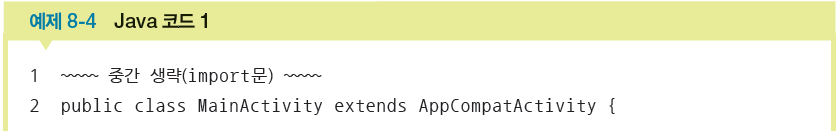 예제 8-4 Java 코드 1
1 ~~~~ 중간 생략(import문) ~~~~
2 public class MainActivity extends AppCompatActivity {